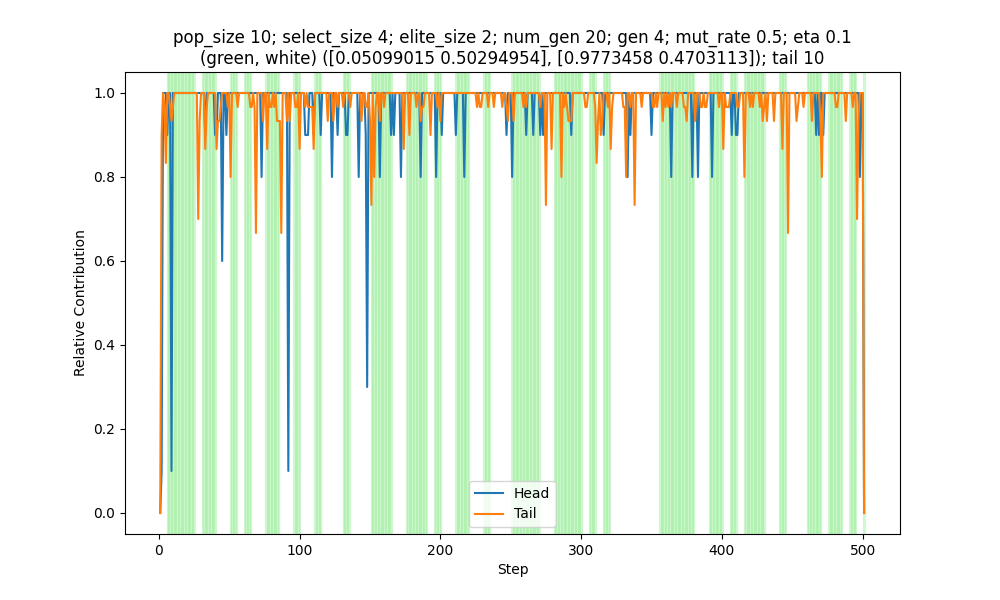 pop_size 10; select_size 4; elite_size 2; num_gen 20; gen 4; mut_rate 0.5; eta 0.1
(green, white) ([0.05099015 0.50294954], [0.9773458 0.4703113]); tail 10
Relative Contribution
1.0
0.8
0.6
0.4
0.2
0.0
Head
Tail
0
100
200
300
400
500
Step